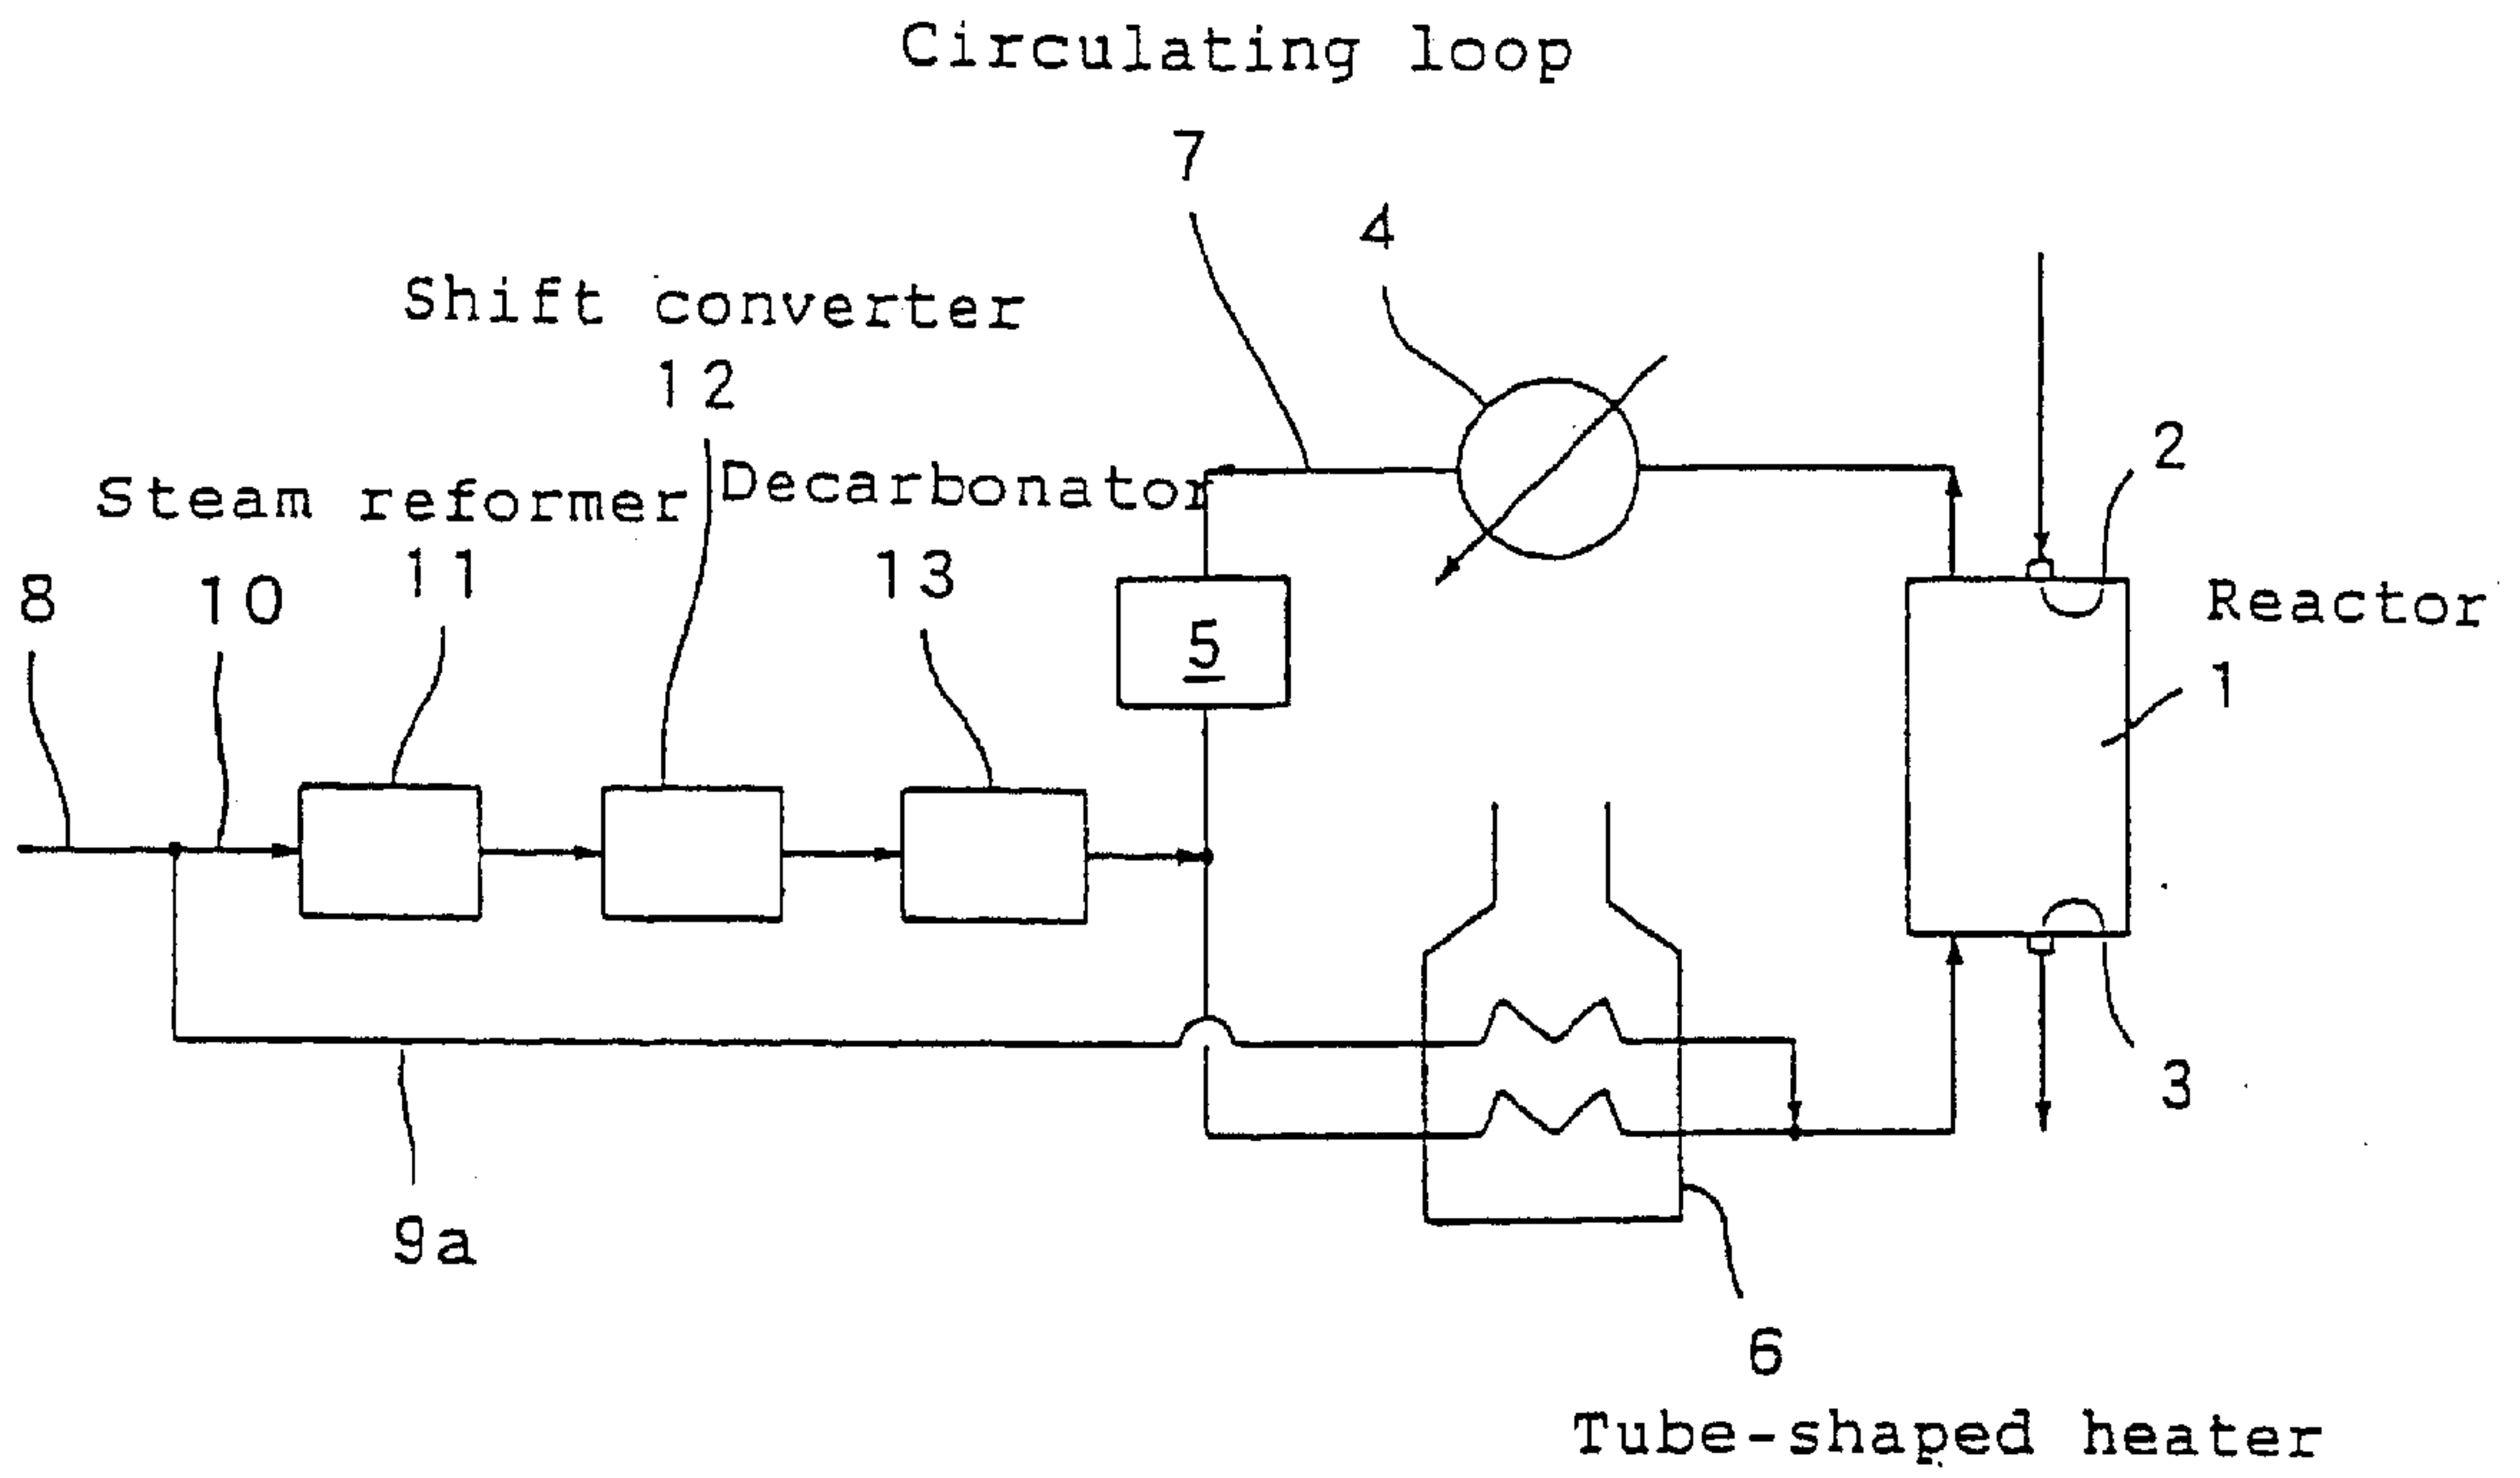 Circulating loop
7
4
Shift converter
12
2
Steam reformer
Decarbonator
11
13
8
10
Reactor
5
1
3
9a
6
Tube-shaped heater